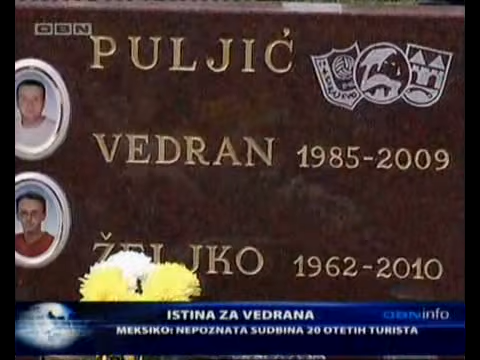 OBN
PULJIĆ
VEDRAN 1985-2009
ŽELJKO 1962-2010
ISTINA ZA VEDRANA
OBNinfo
MEKSIKO: NEPOZNATA SUDBINA 20 OTETIH TURISTA